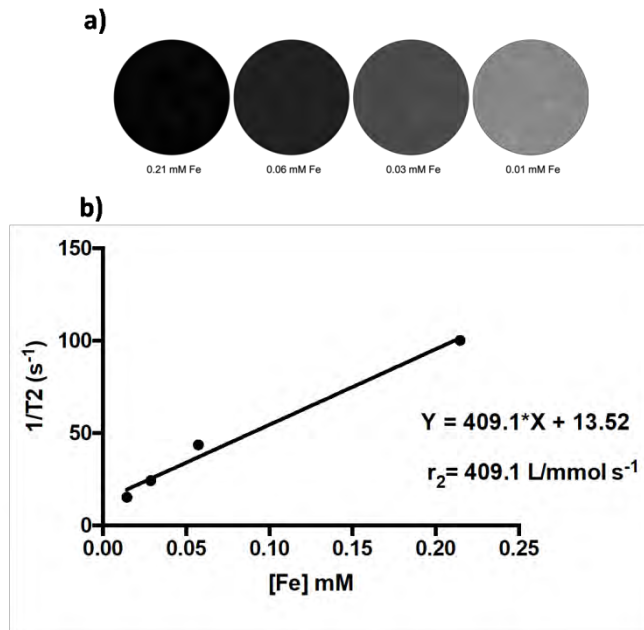 a)
0.21 mM Fe
0.06 mM Fe
0.03 mM Fe
0.01 mM Fe
b)
150
100
50
0
1/T2 (s⁻¹)
Y = 409.1*X + 13.52
r₂= 409.1 L/mmol s⁻¹
0.00
0.05
0.10
0.15
0.20
0.25
[Fe] mM